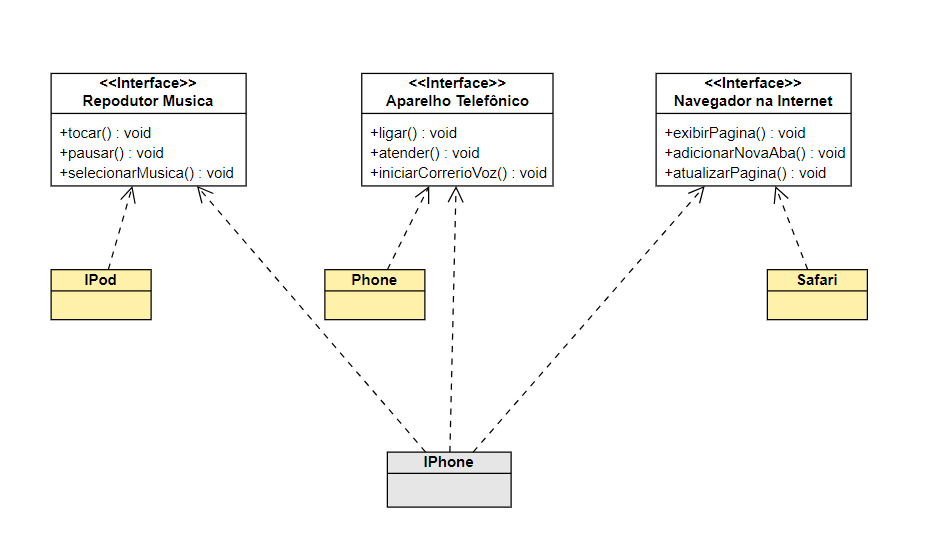 <<Interface>>
Repodutor Musica
+tocar() : void
+pausar() : void
+selecionarMusica() : void
<<Interface>>
Aparelho Telefônico
+ligar() : void
+atender() : void
+iniciarCorrerioVoz() : void
<<Interface>>
Navegador na Internet
+exibirPagina() : void
+adicionarNovaAba() : void
+atualizarPagina() : void
IPod
Phone
Safari
IPhone